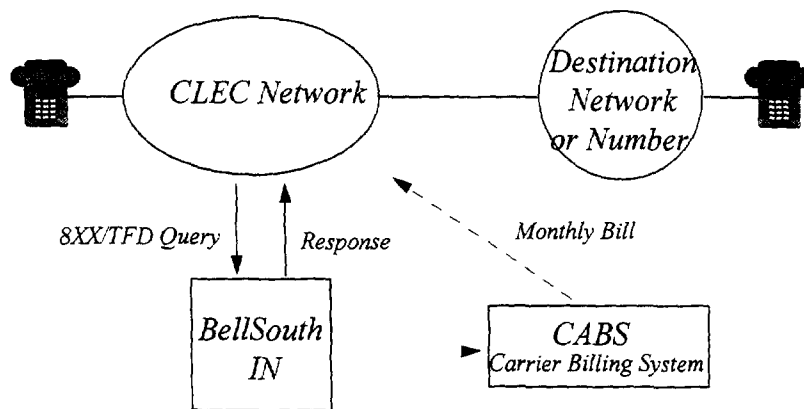 CLEC Network
Destination
Network
or Number
8XX/TFD Query
Response
Monthly Bill
BellSouth
IN
CABS
Carrier Billing System